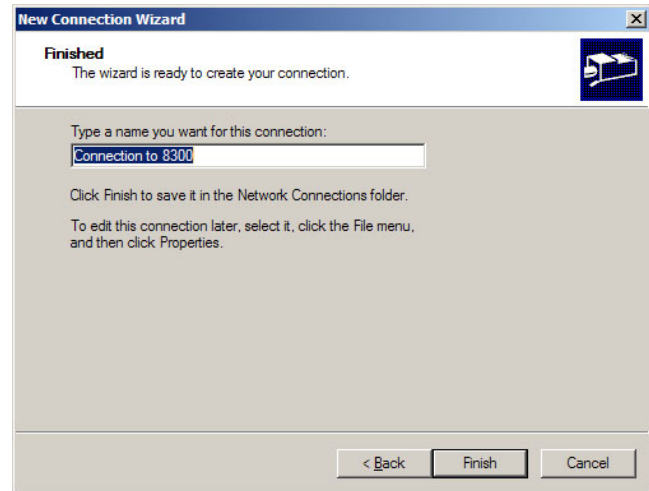 New Connection Wizard
Finished
The wizard is ready to create your connection.
Type a name you want for this connection:
Connection to 8300
Click Finish to save it in the Network Connections folder.
To edit this connection later, select it, click the File menu,
and then click Properties.
< Back
Finish
Cancel